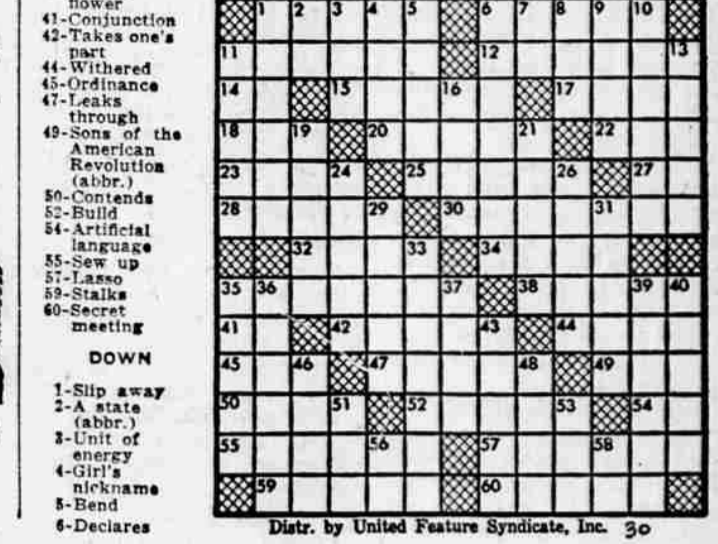 flower
41-Conjunction
42-Takes one's
part
44-Withered
45-Ordinance
47-Leaks
through
49-Sons of the
American
Revolution
(abbr.)
50-Contends
52-Build
54-Artificial
language
55-Sew up
57-Lasso
59-Stalks
60-Secret
meeting
DOWN
1-Slip away
2-A state
(abbr.)
3-Unit of
energy
4-Girl's
nickname
5-Bend
6-Declares
1 2 3 4 5 6 7 8 9 10
11 12 13
14 15 16 17
18 19 20 21 22
23 24 25 26 27
28 29 30 31
32 33 34
35 36 37 38 39 40
41 42 43 44
45 46 47 48 49
50 51 52 53 54
55 56 57 58
59 60
Distr. by United Feature Syndicate, Inc. 30